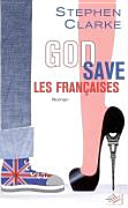 STEPHEN
CLARKE
GOD
SAVE
LES FRANÇAISES
Roman